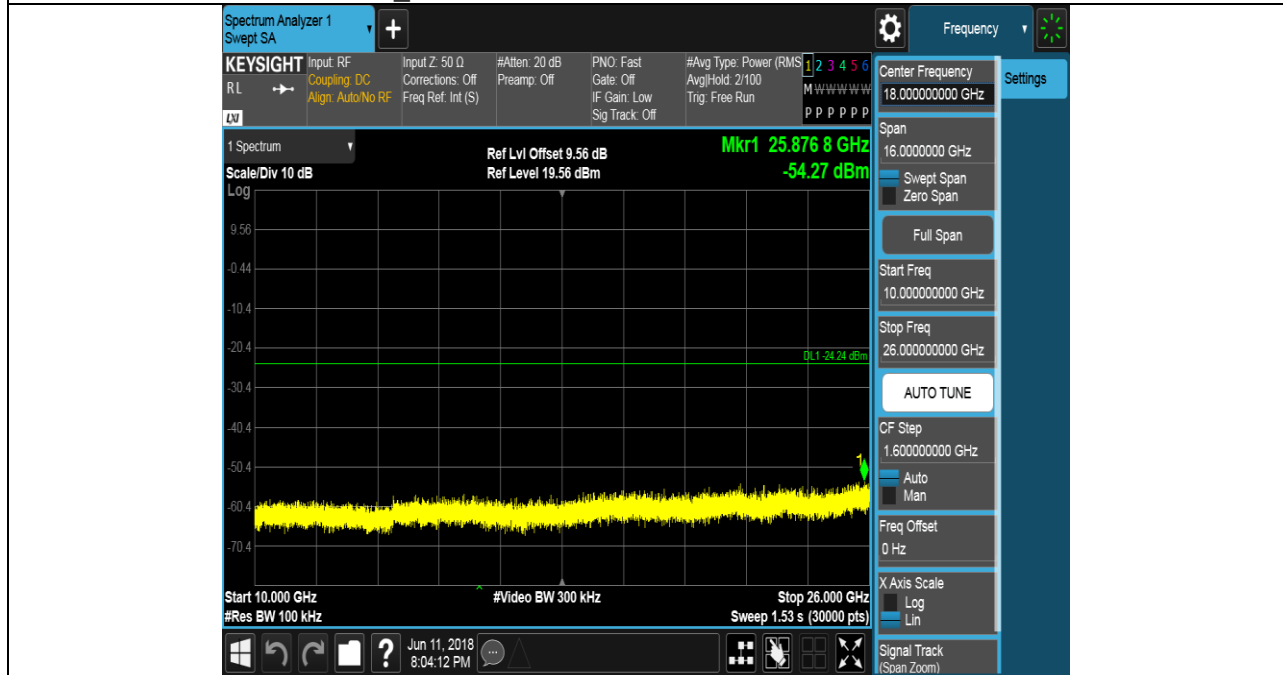 Spectrum Analyzer 1
Swept SA
+
Frequency
KEYSIGHT
RL
LXI
Input: RF
Coupling: DC
Align: Auto/No RF
Input Z: 50 Ω
Corrections: Off
Freq Ref: Int (S)
#Atten: 20 dB
Preamp: Off
PNO: Fast
Gate: Off
IF Gain: Low
Sig Track: Off
#Avg Type: Power (RMS
Avg|Hold: 2/100
Trig: Free Run
1 2 3 4 5 6
M W W W W W
P P P P P P
1 Spectrum
Scale/Div 10 dB
Ref Lvl Offset 9.56 dB
Ref Level 19.56 dBm
Mkr1 25.876 8 GHz
-54.27 dBm
Log
9.56
-0.44
-10.4
-20.4
DL1 -24.24 dBm
-30.4
-40.4
-50.4
1
-60.4
-70.4
Start 10.000 GHz
#Res BW 100 kHz
#Video BW 300 kHz
Stop 26.000 GHz
Sweep 1.53 s (30000 pts)
?
Jun 11, 2018
8:04:12 PM
Center Frequency
18.000000000 GHz
Settings
Span
16.0000000 GHz
Swept Span
Zero Span
Full Span
Start Freq
10.000000000 GHz
Stop Freq
26.000000000 GHz
AUTO TUNE
CF Step
1.600000000 GHz
Auto
Man
Freq Offset
0 Hz
X Axis Scale
Log
Lin
Signal Track
(Span Zoom)